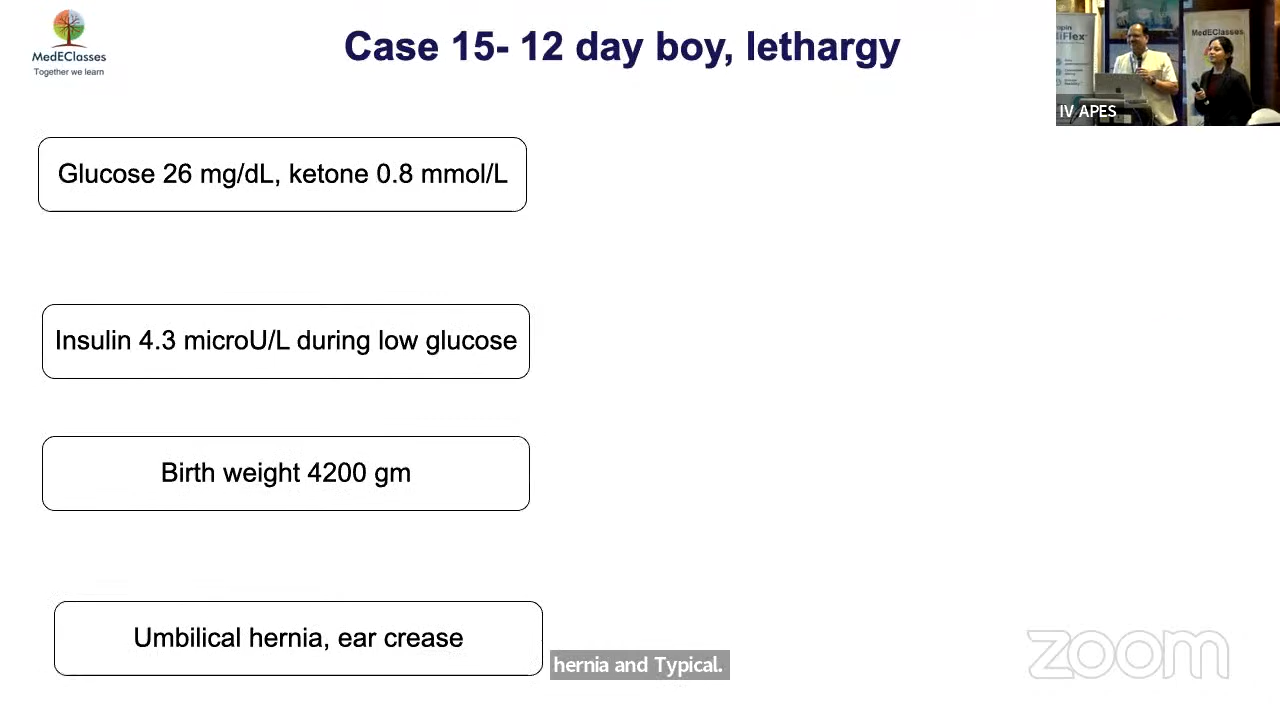 MedEClasses
Together we learn
Case 15- 12 day boy, lethargy
MedEClasses
IV APES
Glucose 26 mg/dL, ketone 0.8 mmol/L
Insulin 4.3 microU/L during low glucose
Birth weight 4200 gm
Umbilical hernia, ear crease
hernia and Typical.
zoom